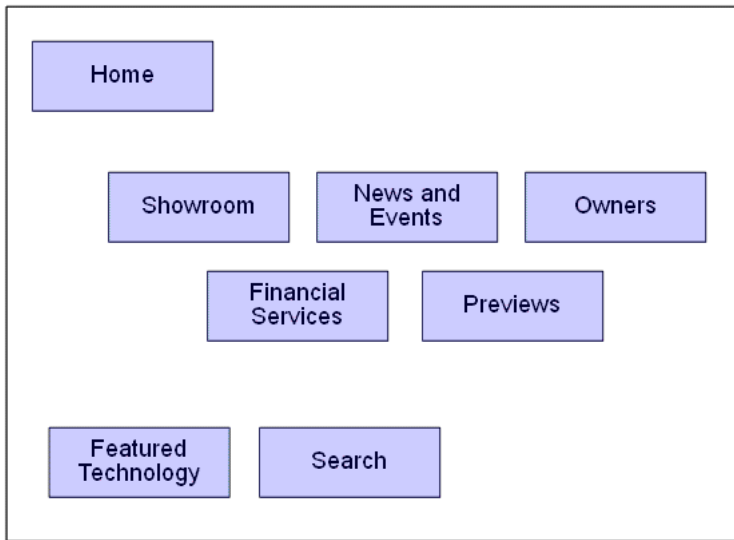 Home
Showroom
News and
Events
Owners
Financial
Services
Previews
Featured
Technology
Search